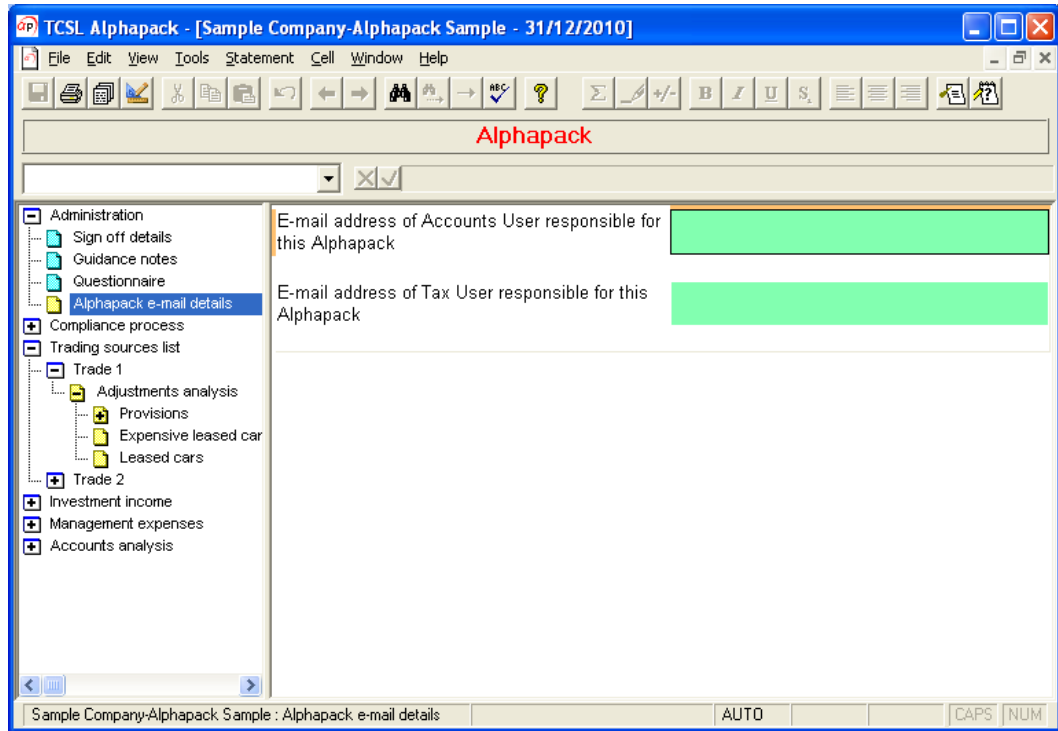 TCSL Alphapack - [Sample Company-Alphapack Sample - 31/12/2010]
File Edit View Tools Statement Cell Window Help
ABC Σ +/- B I U S
Alphapack
Administration
Sign off details
Guidance notes
Questionnaire
Alphapack e-mail details
Compliance process
Trading sources list
Trade 1
Adjustments analysis
Provisions
Expensive leased car
Leased cars
Trade 2
Investment income
Management expenses
Accounts analysis
E-mail address of Accounts User responsible for
this Alphapack
E-mail address of Tax User responsible for this
Alphapack
Sample Company-Alphapack Sample : Alphapack e-mail details AUTO CAPS NUM